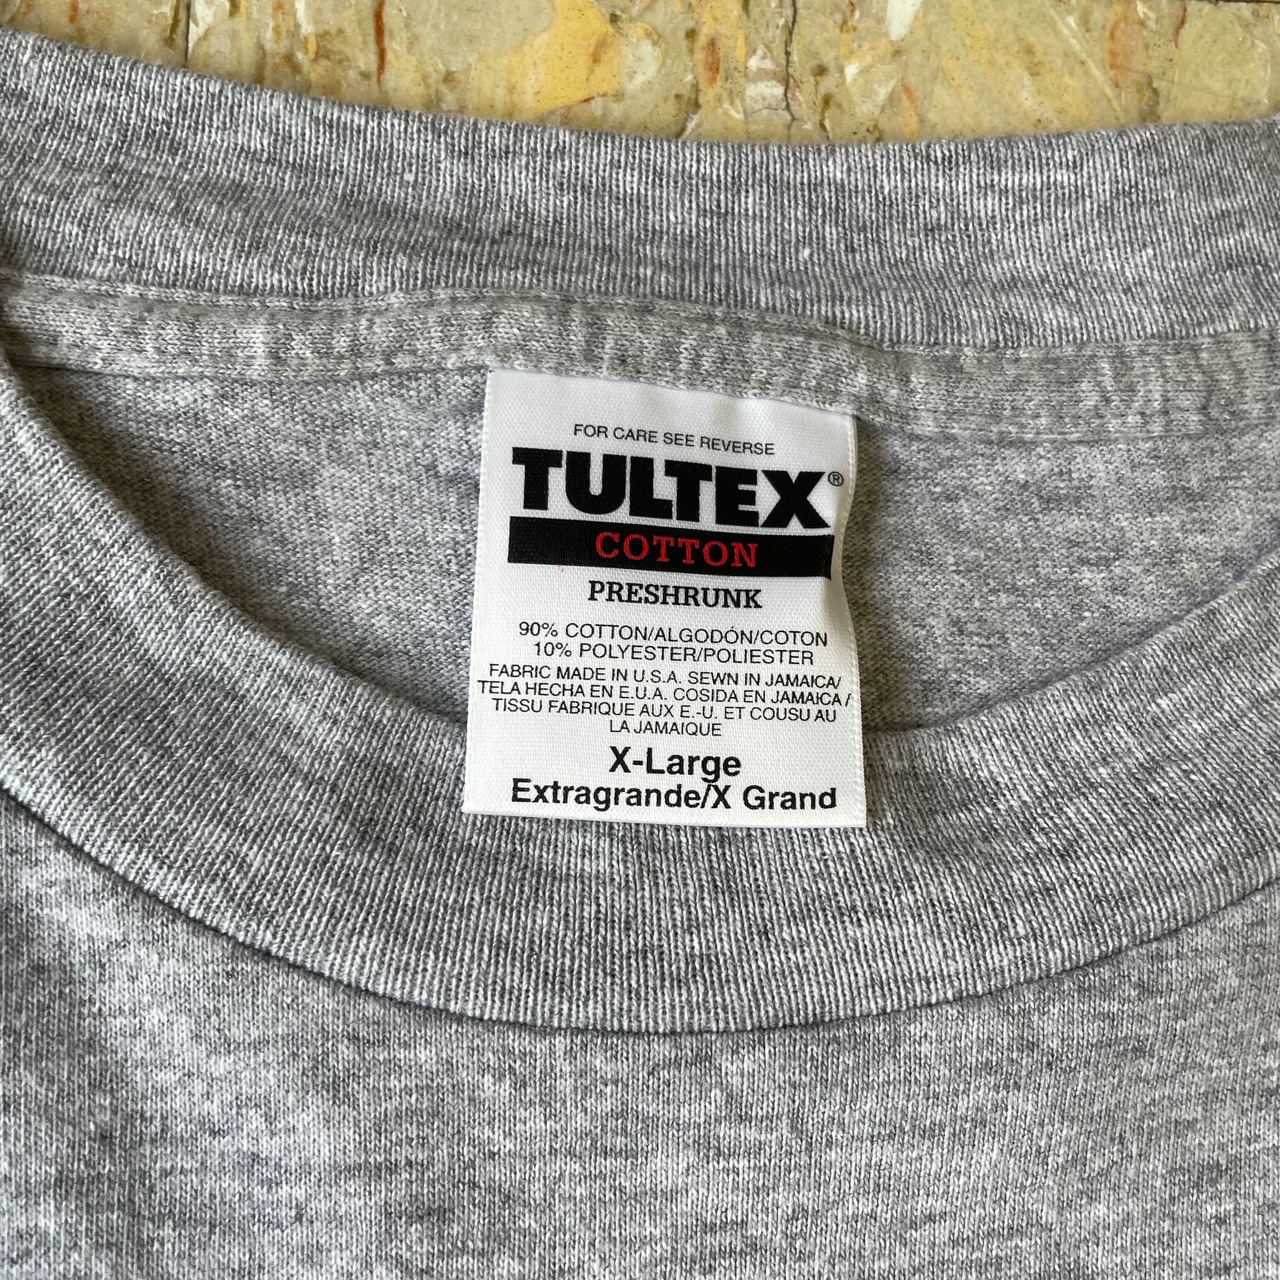 FOR CARE SEE REVERSE
TULTEX®
COTTON
PRESHRUNK
90% COTTON/ALGODÓN/COTON
10% POLYESTER/POLIESTER
FABRIC MADE IN U.S.A. SEWN IN JAMAICA/
TELA HECHA EN E.U.A. COSIDA EN JAMAICA/
TISSU FABRIQUE AUX E.-U. ET COUSU AU
LA JAMAIQUE
X-Large
Extragrande/X Grand